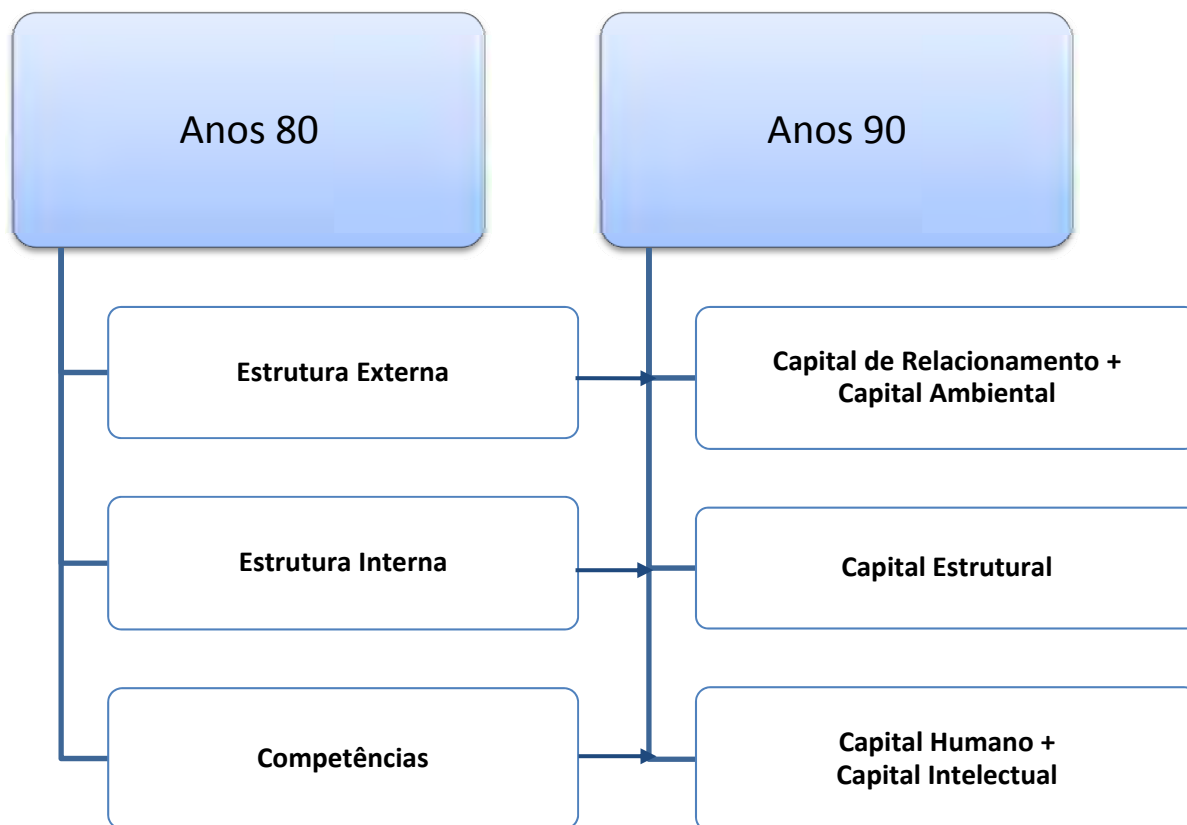 Anos 80
Anos 90
Estrutura Externa
Capital de Relacionamento +
Capital Ambiental
Estrutura Interna
Capital Estrutural
Competências
Capital Humano +
Capital Intelectual